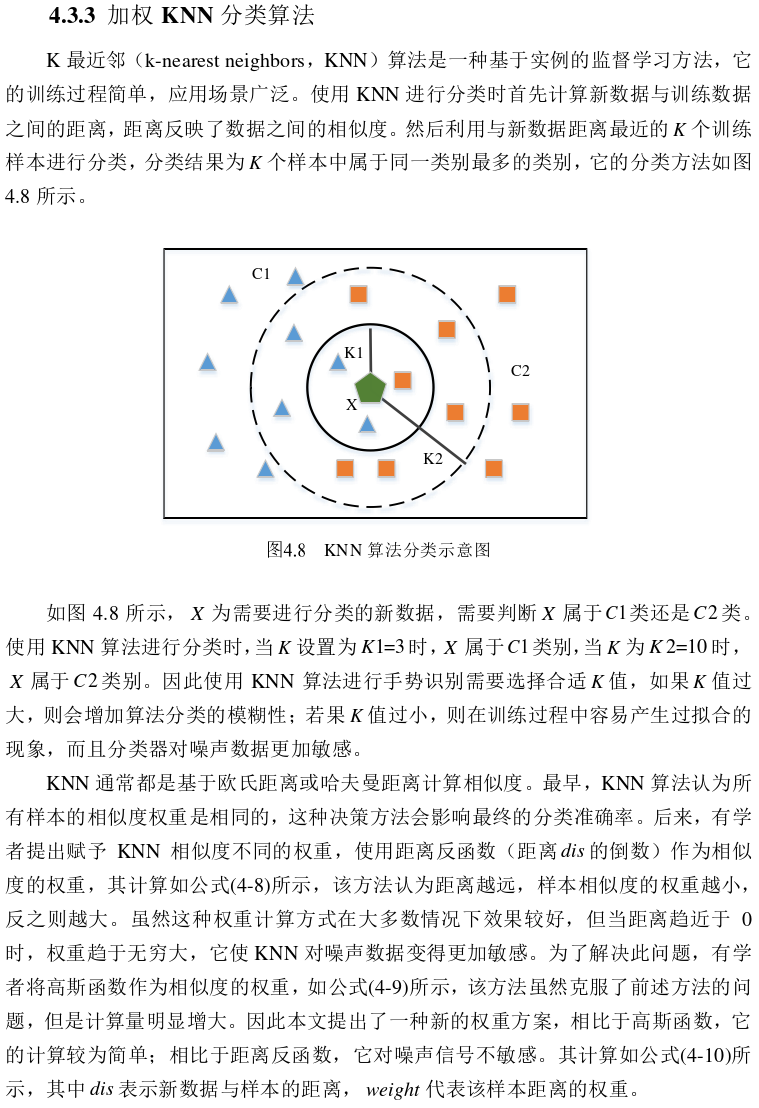 4.3.3 加权 KNN 分类算法
K 最近邻（k-nearest neighbors，KNN）算法是一种基于实例的监督学习方法，它
的训练过程简单，应用场景广泛。使用 KNN 进行分类时首先计算新数据与训练数据
之间的距离，距离反映了数据之间的相似度。然后利用与新数据距离最近的 K 个训练
样本进行分类，分类结果为 K 个样本中属于同一类别最多的类别，它的分类方法如图
4.8 所示。
C1
K1
C2
X
K2
图4.8 KNN 算法分类示意图
如图 4.8 所示， X 为需要进行分类的新数据，需要判断 X 属于C1类还是C2类。
使用 KNN 算法进行分类时，当 K 设置为 K1=3 时，X 属于C1类别，当 K 为 K2=10 时，
X 属于C2类别。因此使用 KNN 算法进行手势识别需要选择合适 K 值，如果 K 值过
大，则会增加算法分类的模糊性；若果 K 值过小，则在训练过程中容易产生过拟合的
现象，而且分类器对噪声数据更加敏感。
KNN 通常都是基于欧氏距离或哈夫曼距离计算相似度。最早，KNN 算法认为所
有样本的相似度权重是相同的，这种决策方法会影响最终的分类准确率。后来，有学
者提出赋予 KNN 相似度不同的权重，使用距离反函数（距离 dis 的倒数）作为相似
度的权重，其计算如公式(4-8)所示，该方法认为距离越远，样本相似度的权重越小，
反之则越大。虽然这种权重计算方式在大多数情况下效果较好，但当距离趋近于 0
时，权重趋于无穷大，它使 KNN 对噪声数据变得更加敏感。为了解决此问题，有学
者将高斯函数作为相似度的权重，如公式(4-9)所示，该方法虽然克服了前述方法的问
题，但是计算量明显增大。因此本文提出了一种新的权重方案，相比于高斯函数，它
的计算较为简单；相比于距离反函数，它对噪声信号不敏感。其计算如公式(4-10)所
示，其中 dis 表示新数据与样本的距离， weight 代表该样本距离的权重。